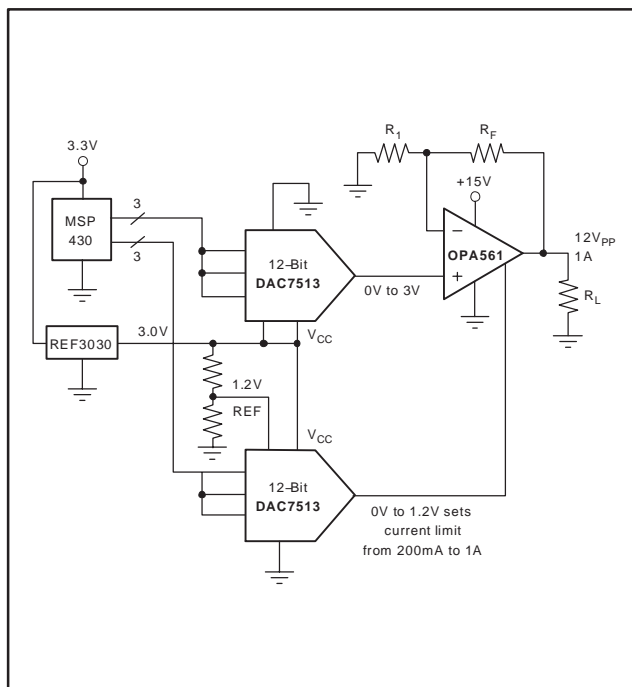 3.3V
MSP
430
3
3
REF3030
3.0V
12–Bit
DAC7513
VCC
1.2V
REF
VCC
12–Bit
DAC7513
0V to 3V
R1
RF
+15V
–
+
OPA561
12VPP
1A
RL
0V to 1.2V sets
current limit
from 200mA to 1A